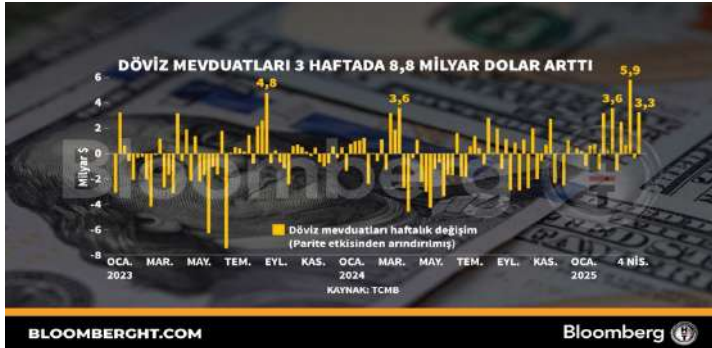 DÖVİZ MEVDUATLARI 3 HAFTADA 8,8 MİLYAR DOLAR ARTTI
6
4
2
0
-2
-4
-6
-8
Milyar $
4,8
3,6
3,6
5,9
3,3
Bloomberg
Döviz mevduatları haftalık değişim
(Parite etkisinden arındırılmış)
OCA. MAR. MAY. TEM. EYL. KAS. OCA. MAR. MAY. TEM. EYL. KAS. OCA. 4 NİS.
2023 2024 2025
KAYNAK: TCMB
BLOOMBERGHT.COM
Bloomberg HT